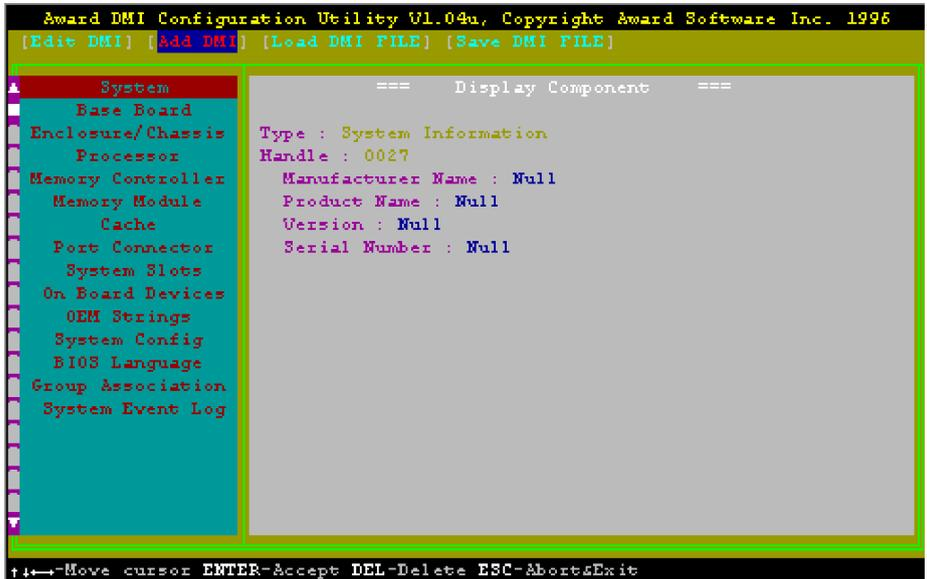 Award DMI Configuration Utility V1.04u, Copyright Award Software Inc. 1996
[Edit DMI] [Add DMI] [Load DMI FILE] [Save DMI FILE]
System
Base Board
Enclosure/Chassis
Processor
Memory Controller
Memory Module
Cache
Port Connector
System Slots
On Board Devices
OEM Strings
System Config
BIOS Language
Group Association
System Event Log
=== Display Component ===
Type : System Information
Handle : 0027
Manufacturer Name : Null
Product Name : Null
Version : Null
Serial Number : Null
↑↓←→-Move cursor ENTER-Accept DEL-Delete ESC-Abort&Exit